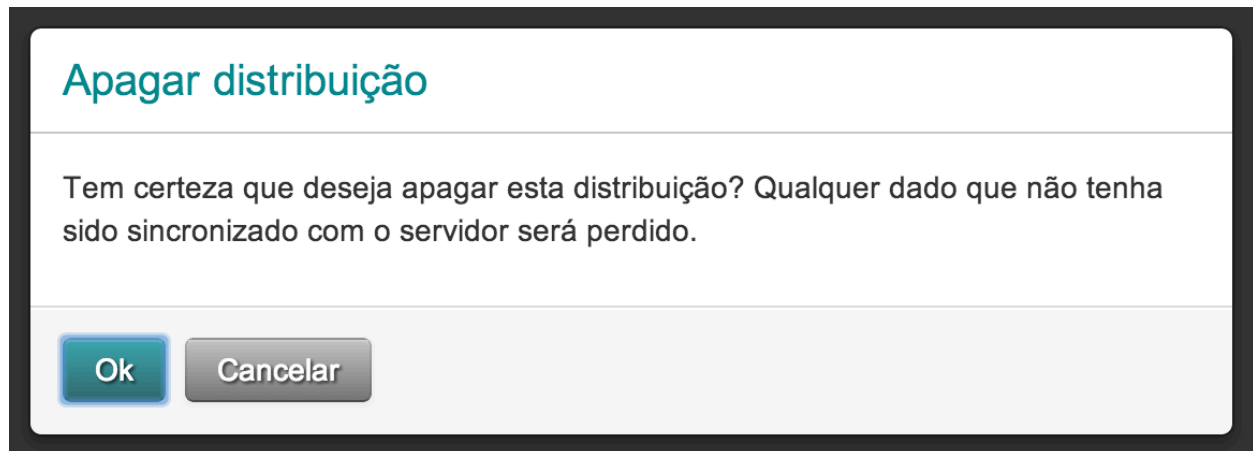 Apagar distribuição
Tem certeza que deseja apagar esta distribuição? Qualquer dado que não tenha
sido sincronizado com o servidor será perdido.
Ok
Cancelar